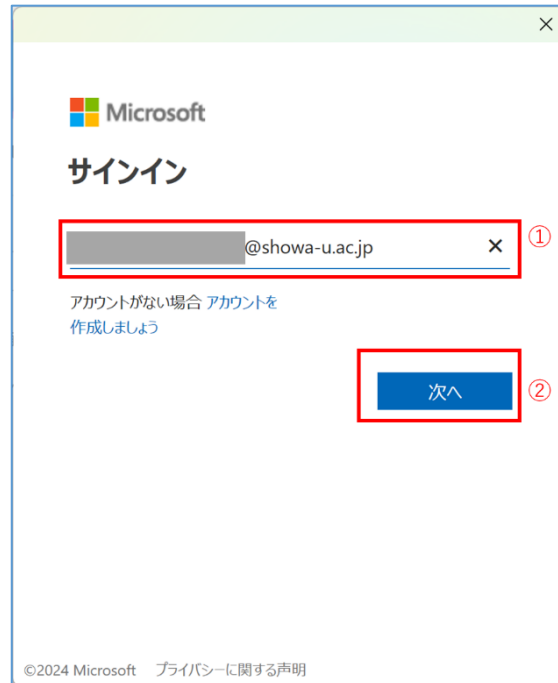 Microsoft
サインイン
@showa-u.ac.jp
①
アカウントがない場合 アカウントを
作成しましょう
次へ
②
©2024 Microsoft プライバシーに関する声明